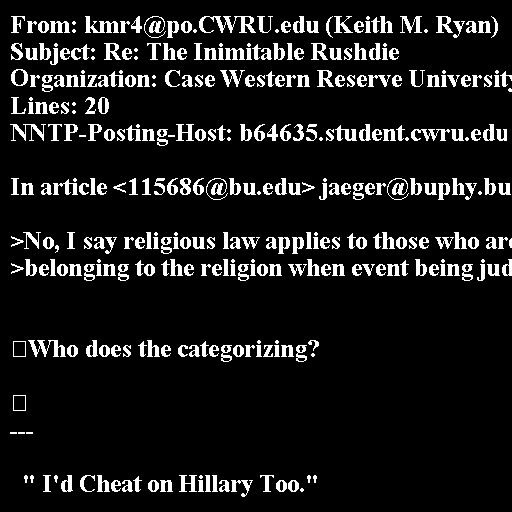 From: kmr4@po.CWRU.edu (Keith M. Ryan)
Subject: Re: The Inimitable Rushdie
Organization: Case Western Reserve University
Lines: 20
NNTP-Posting-Host: b64635.student.cwru.edu

In article <115686@bu.edu> jaeger@buphy.bu

>No, I say religious law applies to those who are
>belonging to the religion when event being jud

Who does the categorizing?

---

" I'd Cheat on Hillary Too."